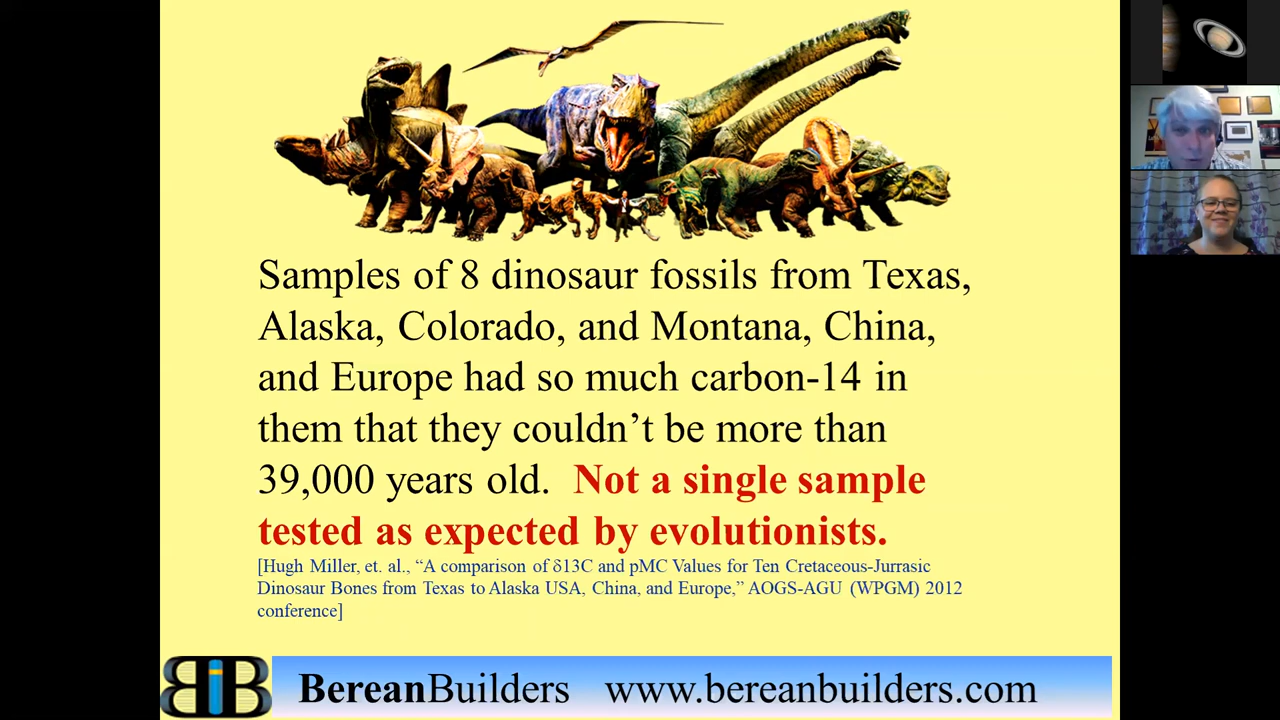 Samples of 8 dinosaur fossils from Texas,
Alaska, Colorado, and Montana, China,
and Europe had so much carbon-14 in
them that they couldn’t be more than
39,000 years old.  Not a single sample
tested as expected by evolutionists.
[Hugh Miller, et. al., “A comparison of δ13C and pMC Values for Ten Cretaceous-Jurrasic
Dinosaur Bones from Texas to Alaska USA, China, and Europe,” AOGS-AGU (WPGM) 2012
conference]
BiB
BereanBuilders www.bereanbuilders.com